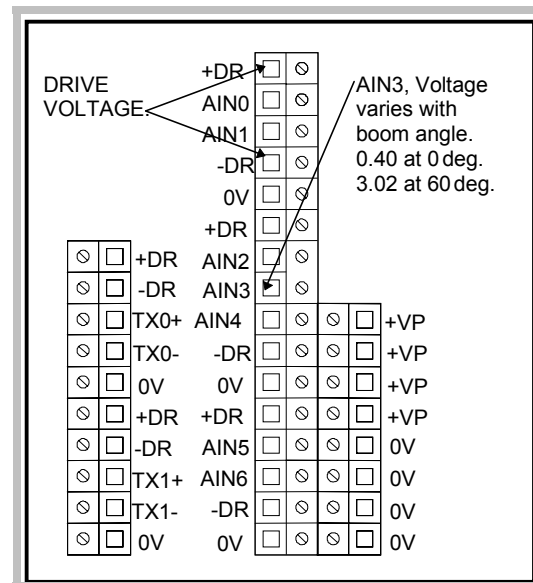 DRIVE
VOLTAGE.
+DR
AIN0
AIN1
-DR
0V
+DR
AIN2
AIN3
AIN4
-DR
0V
+DR
AIN5
AIN6
-DR
0V
AIN3, Voltage
varies with
boom angle.
0.40 at 0 deg.
3.02 at 60 deg.
+DR
-DR
TX0+
TX0-
0V
+DR
-DR
TX1+
TX1-
0V
+VP
+VP
+VP
+VP
0V
0V
0V
0V